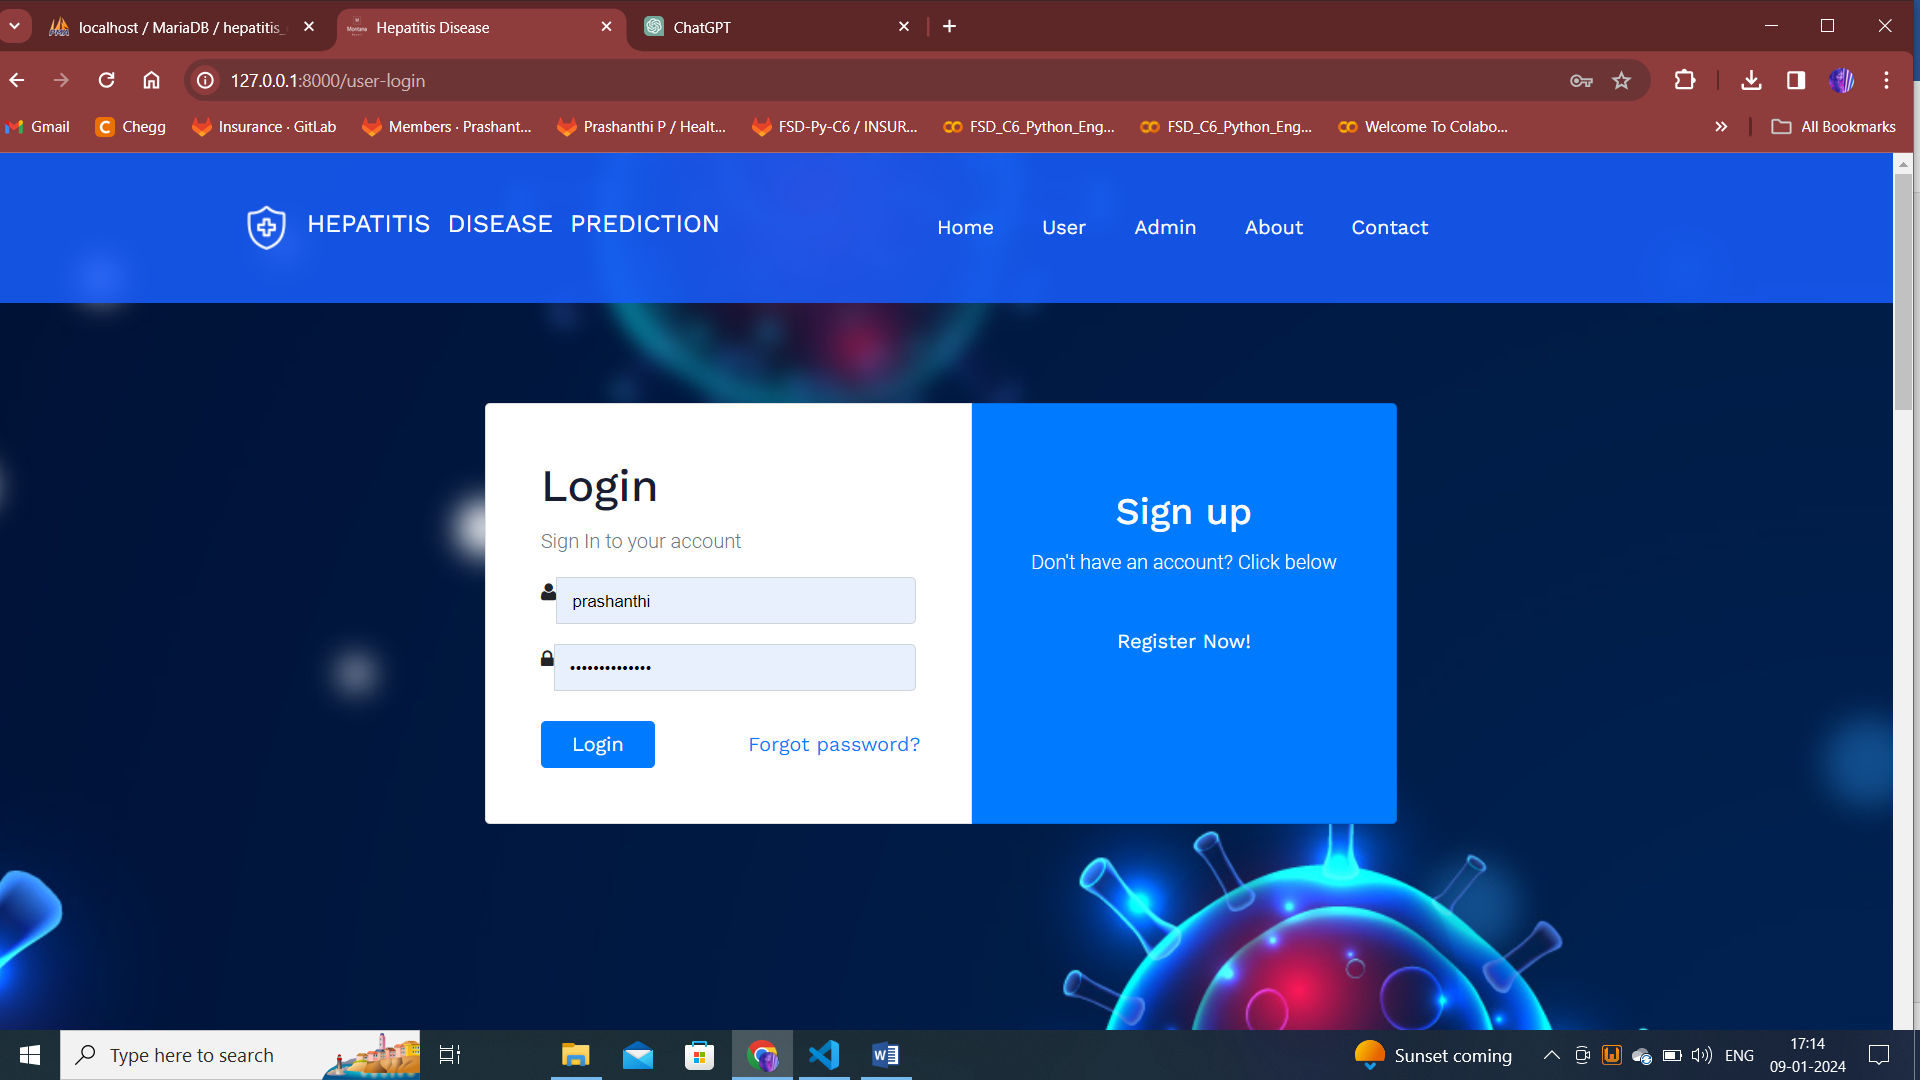 localhost / MariaDB / hepatitis_
Hepatitis Disease
ChatGPT
127.0.0.1:8000/user-login
Gmail
Chegg
Insurance · GitLab
Members · Prashant...
Prashanthi P / Healt...
FSD-Py-C6 / INSUR...
FSD_C6_Python_Eng...
FSD_C6_Python_Eng...
Welcome To Colabo...
All Bookmarks
HEPATITIS DISEASE PREDICTION
Home
User
Admin
About
Contact
Login
Sign In to your account
prashanthi
Login
Forgot password?
Sign up
Don't have an account? Click below
Register Now!
Type here to search
Sunset coming
ENG
17:14
09-01-2024